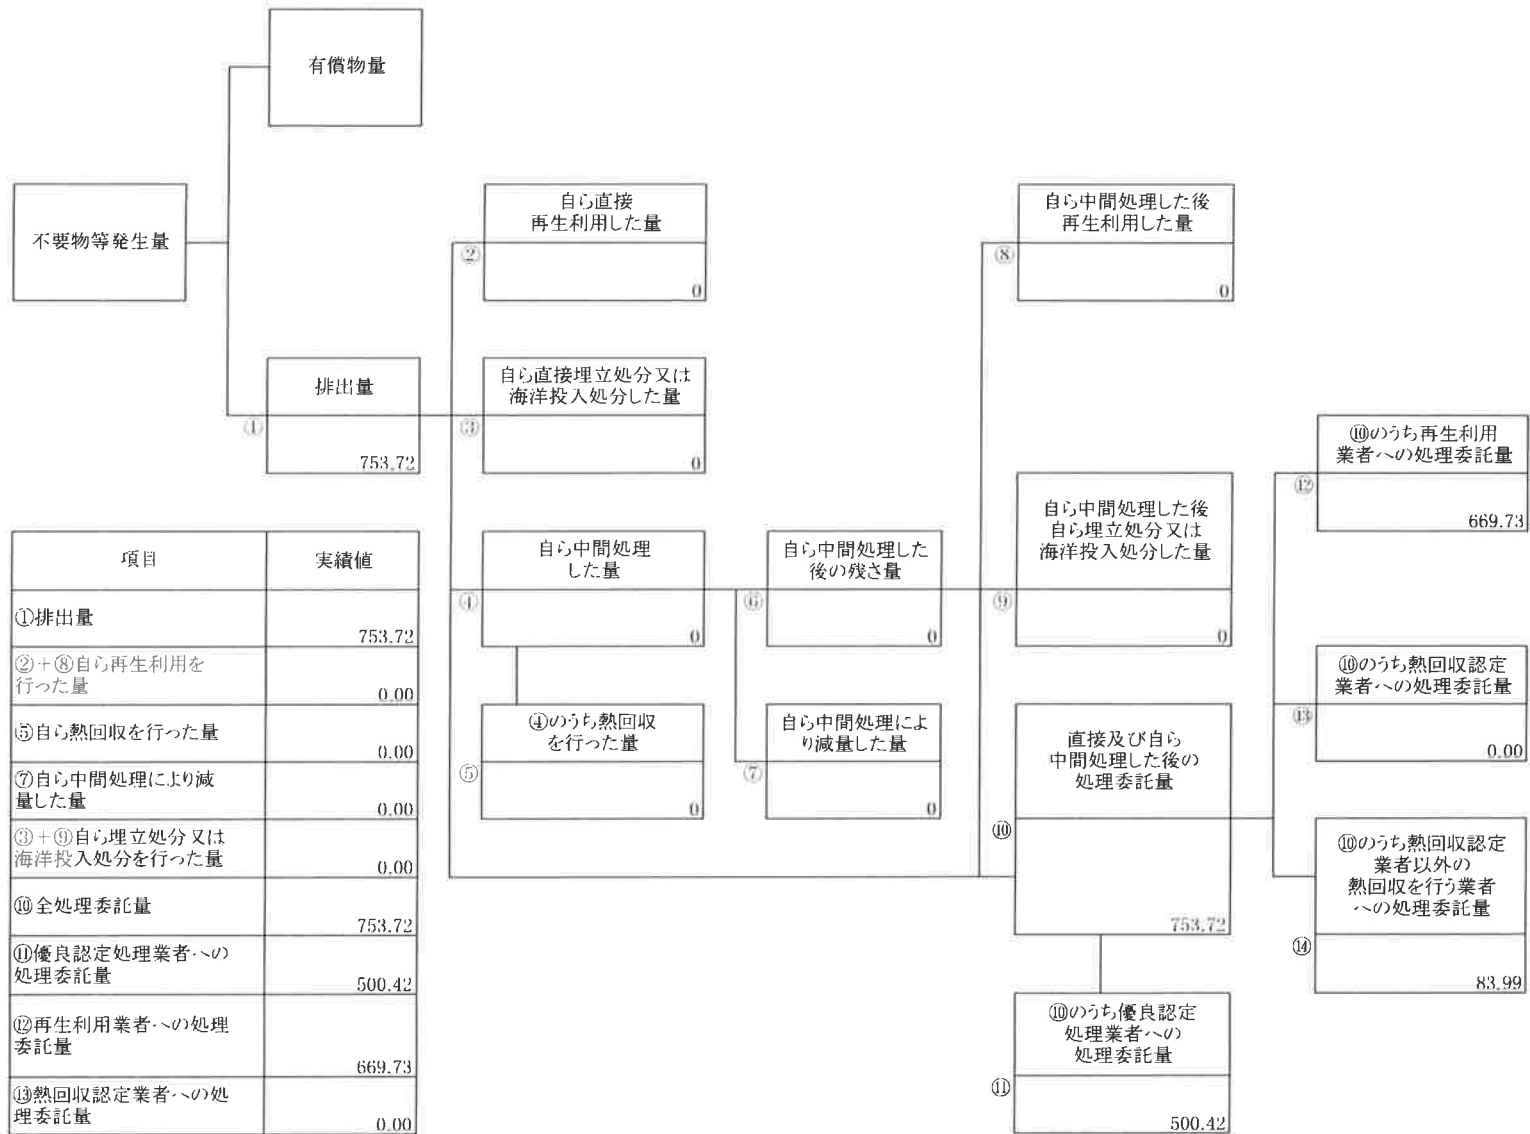 有償物量
不要物等発生量
排出量
①
753.72
自ら直接
再生利用した量
②
0
自ら直接埋立処分又は
海洋投入処分した量
③
0
自ら中間処理
した量
④
0
④のうち熱回収
を行った量
⑤
0
自ら中間処理した
後の残さ量
⑥
0
自ら中間処理によ
り減量した量
⑦
0
自ら中間処理した後
再生利用した量
⑧
0
自ら中間処理した後
自ら埋立処分又は
海洋投入処分した量
⑨
0
直接及び自ら
中間処理した後の
処理委託量
⑩
753.72
⑩のうち優良認定
処理業者への
処理委託量
⑪
500.42
⑩のうち再生利用
業者への処理委託量
⑫
669.73
⑩のうち熱回収認定
業者への処理委託量
⑬
0.00
⑩のうち熱回収認定
業者以外の
熱回収を行う業者
への処理委託量
⑭
83.99
項目 実績値
①排出量
753.72
②+⑧自ら再生利用を
行った量
0.00
⑤自ら熱回収を行った量
0.00
⑦自ら中間処理により減
量した量
0.00
③+⑨自ら埋立処分又は
海洋投入処分を行った量
0.00
⑩全処理委託量
753.72
⑪優良認定処理業者への
処理委託量
500.42
⑫再生利用業者への処理
委託量
669.73
⑬熱回収認定業者への処
理委託量
0.00